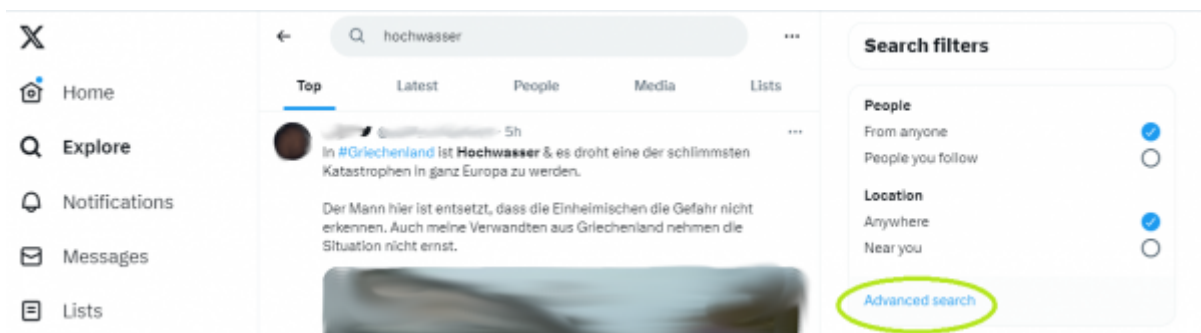 X
Home
Explore
Notifications
Messages
Lists
hochwasser
Top
Latest
People
Media
Lists
5h
In #Griechenland ist Hochwasser & es droht eine der schlimmsten
Katastrophen in ganz Europa zu werden.
Der Mann hier ist entsetzt, dass die Einheimischen die Gefahr nicht
erkennen. Auch meine Verwandten aus Griechenland nehmen die
Situation nicht ernst.
Search filters
People
From anyone
People you follow
Location
Anywhere
Near you
Advanced search